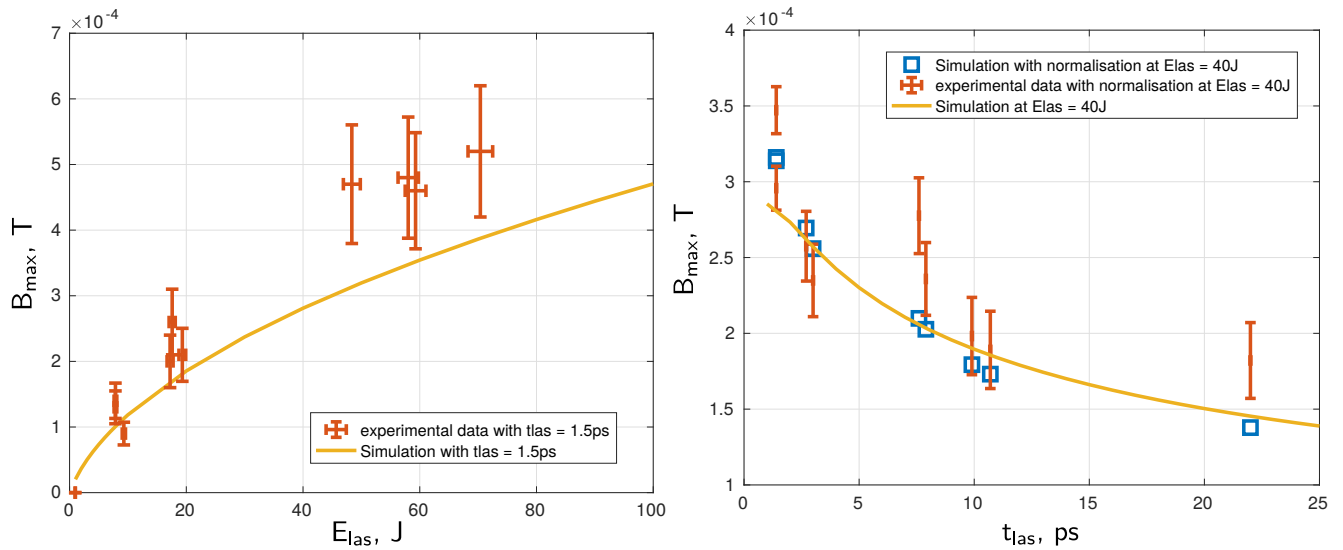 ×10⁻⁴
7
6
5
4
3
2
1
0
B_max, T
0 20 40 60 80 100
E_las, J
experimental data with tlas = 1.5ps
Simulation with tlas = 1.5ps
×10⁻⁴
4
3.5
3
2.5
2
1.5
1
B_max, T
0 5 10 15 20 25
t_las, ps
Simulation with normalisation at Elas = 40J
experimental data with normalisation at Elas = 40J
Simulation at Elas = 40J